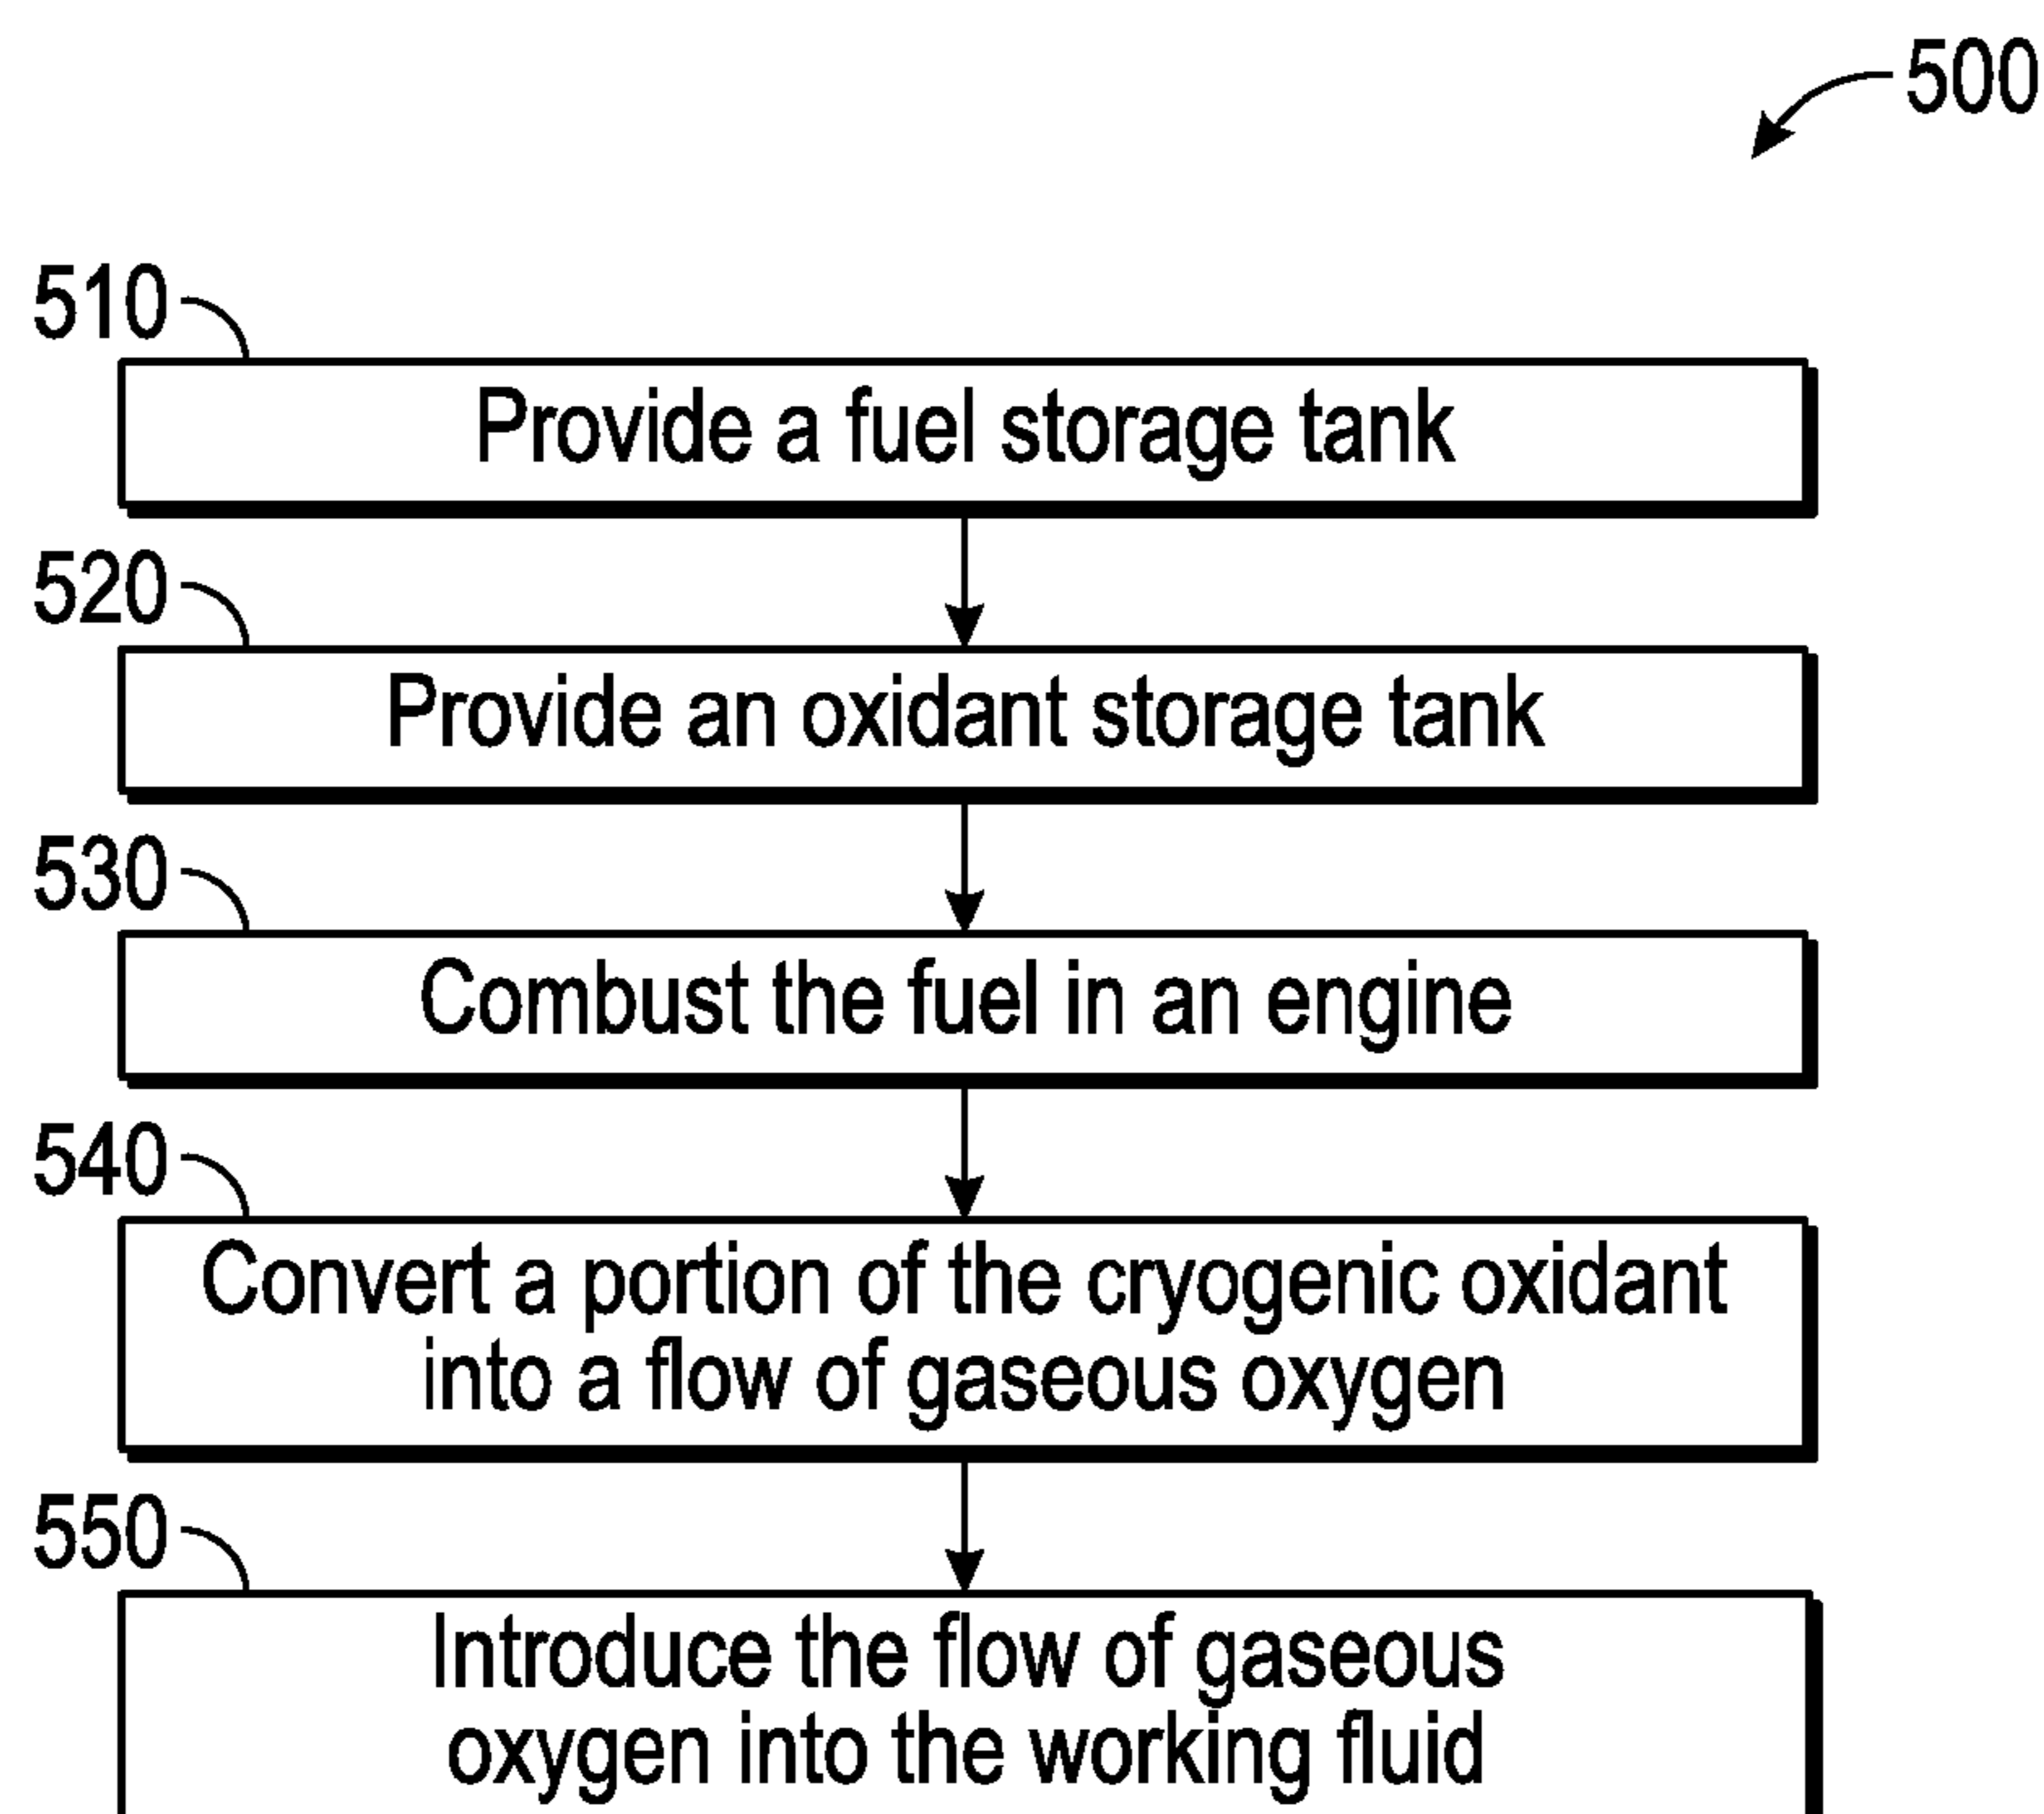 500
510
Provide a fuel storage tank
520
Provide an oxidant storage tank
530
Combust the fuel in an engine
540
Convert a portion of the cryogenic oxidant
into a flow of gaseous oxygen
550
Introduce the flow of gaseous
oxygen into the working fluid